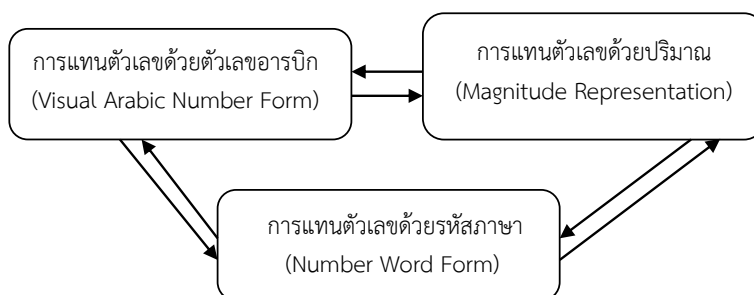 การแทนตัวเลขด้วยตัวเลขอารบิก
(Visual Arabic Number Form)
การแทนตัวเลขด้วยปริมาณ
(Magnitude Representation)
การแทนตัวเลขด้วยรหัสภาษา
(Number Word Form)